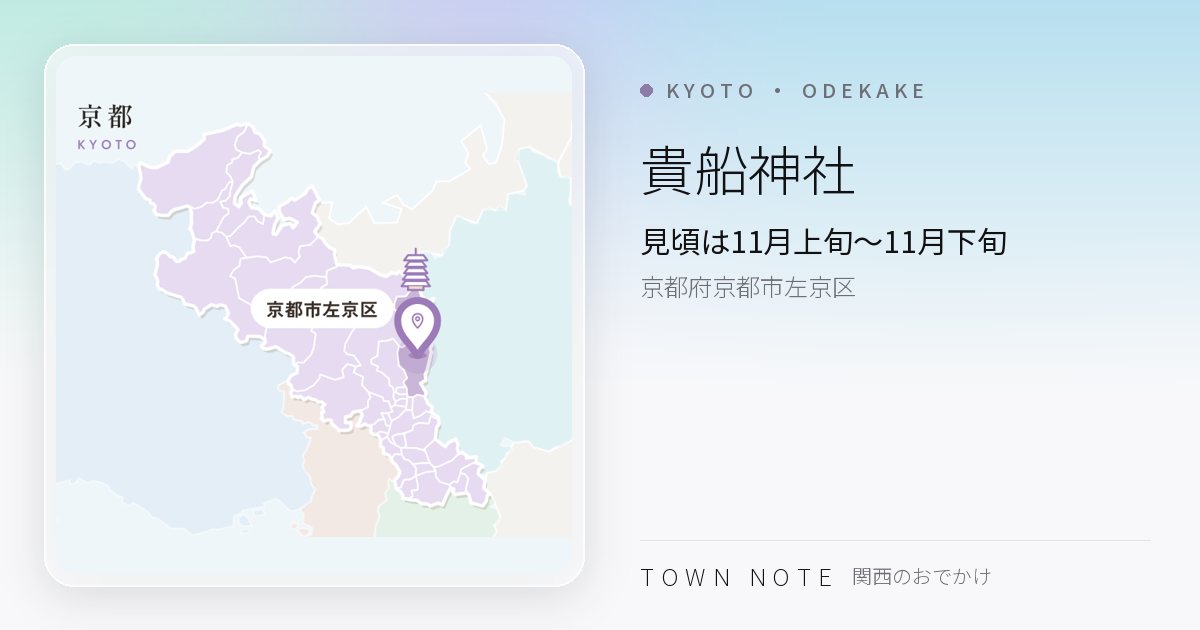 京都
KYOTO
京都市左京区
KYOTO • ODEKAKE
貴船神社
見頃は11月上旬〜11月下旬
京都府京都市左京区
TOWN NOTE 関西のおでかけ